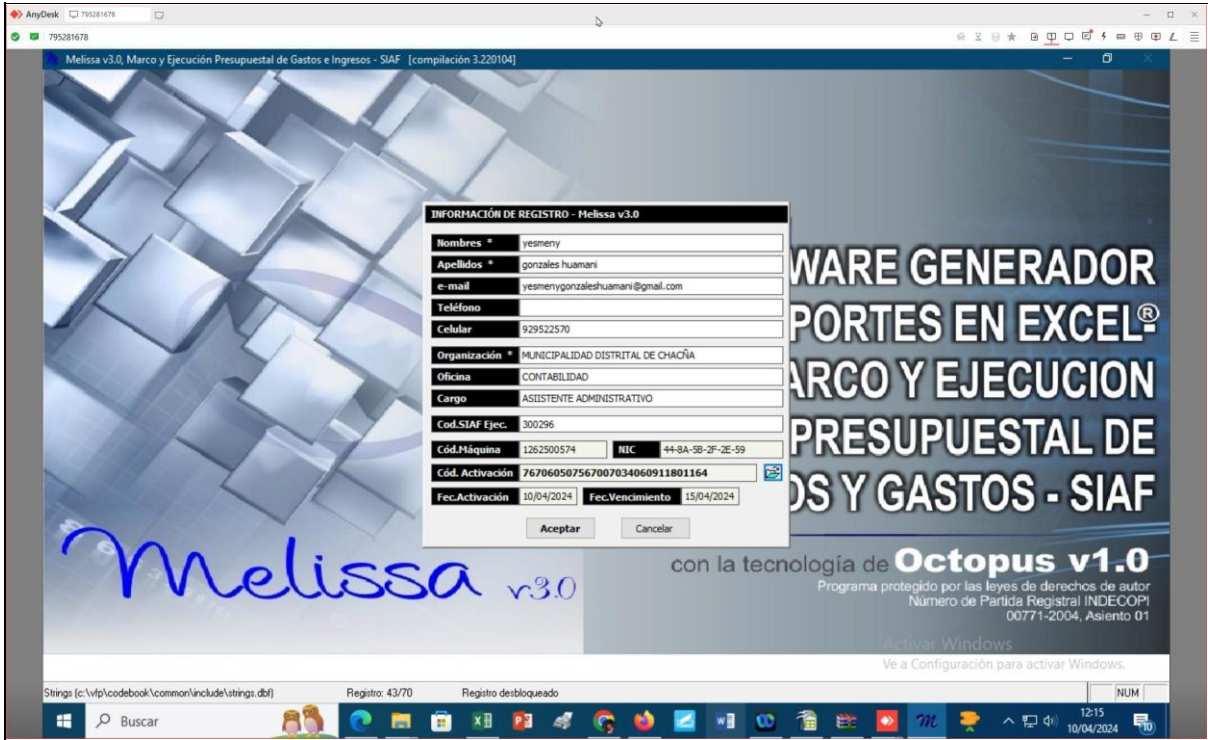 AnyDesk 795281678
795281678
Melissa v3.0, Marco y Ejecución Presupuestal de Gastos e Ingresos - SIAF [compilación 3.220104]
INFORMACIÓN DE REGISTRO - Melissa v3.0
Nombres * yesmeny
Apellidos * gonzales huamani
e-mail yesmenygonzaleshuamani@gmail.com
Teléfono
Celular 929522570
Organización * MUNICIPALIDAD DISTRITAL DE CHACÑA
Oficina CONTABILIDAD
Cargo ASIISTENTE ADMINISTRATIVO
Cod.SIAF Ejec. 300296
Cód.Máquina 1262500574 NIC 44-8A-5B-2F-2E-59
Cód. Activación 767060507567007034060911801164
Fec.Activación 10/04/2024 Fec.Vencimiento 15/04/2024
Aceptar Cancelar
WARE GENERADOR
PORTES EN EXCEL®
ARCO Y EJECUCION
PRESUPUESTAL DE
OS Y GASTOS - SIAF
Melissa v3.0
con la tecnología de Octopus v1.0
Programa protegido por las leyes de derechos de autor
Número de Partida Registral INDECOPI
00771-2004, Asiento 01
Activar Windows
Ve a Configuración para activar Windows.
Strings (c:\vfp\codebook\common\include\strings.dbf) Registro: 43/70 Registro desbloqueado NUM
Buscar
12:15
10/04/2024
10